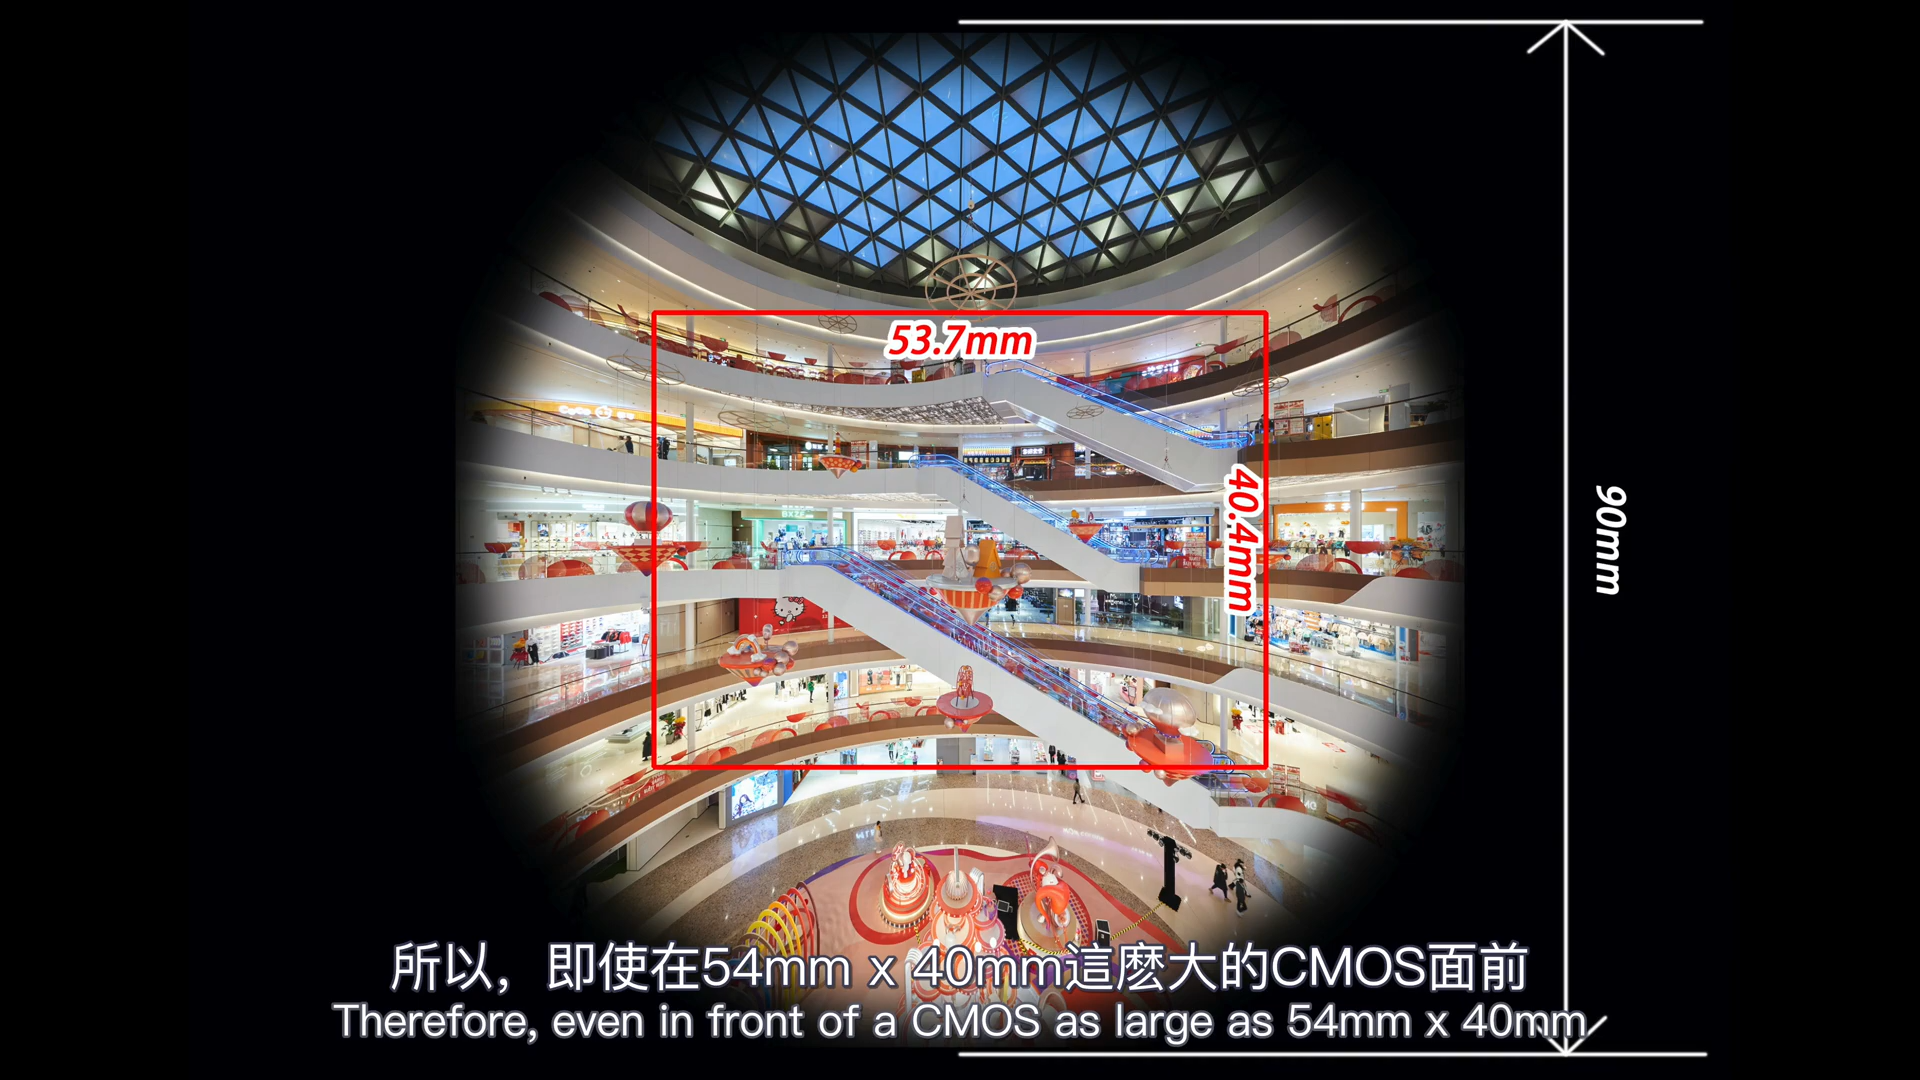 53.7mm
40.4mm
90mm
所以，即使在54mm x 40mm這麽大的CMOS面前
Therefore, even in front of a CMOS as large as 54mm x 40mm